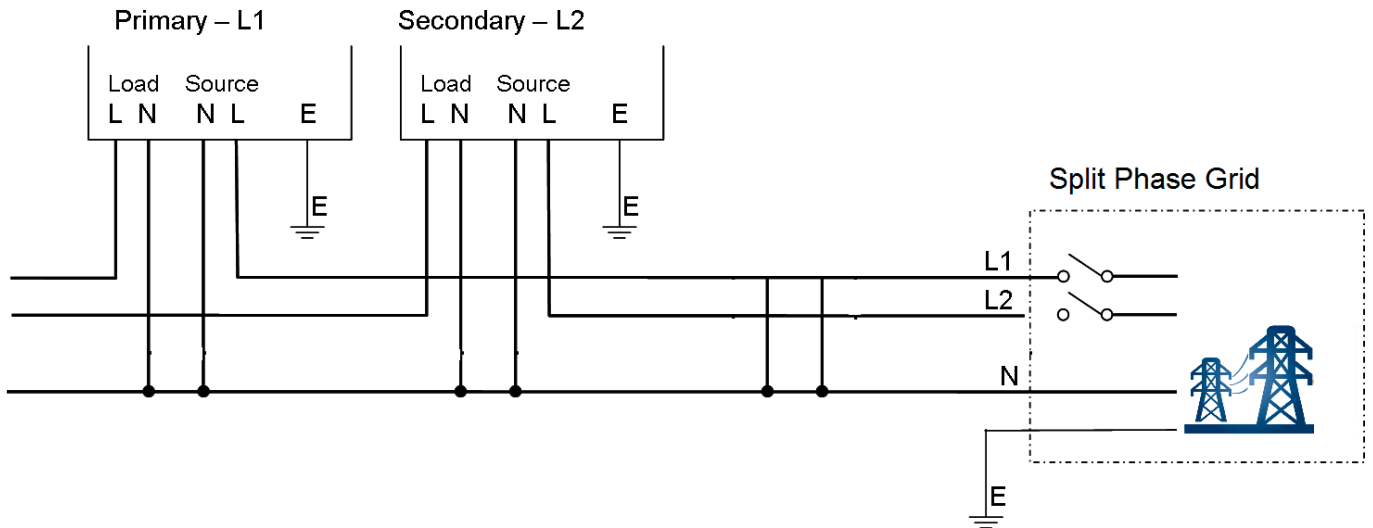 Primary – L1 Secondary – L2
Load Source Load Source
L N N L E L N N L E
E E
Split Phase Grid
L1
L2
N
E